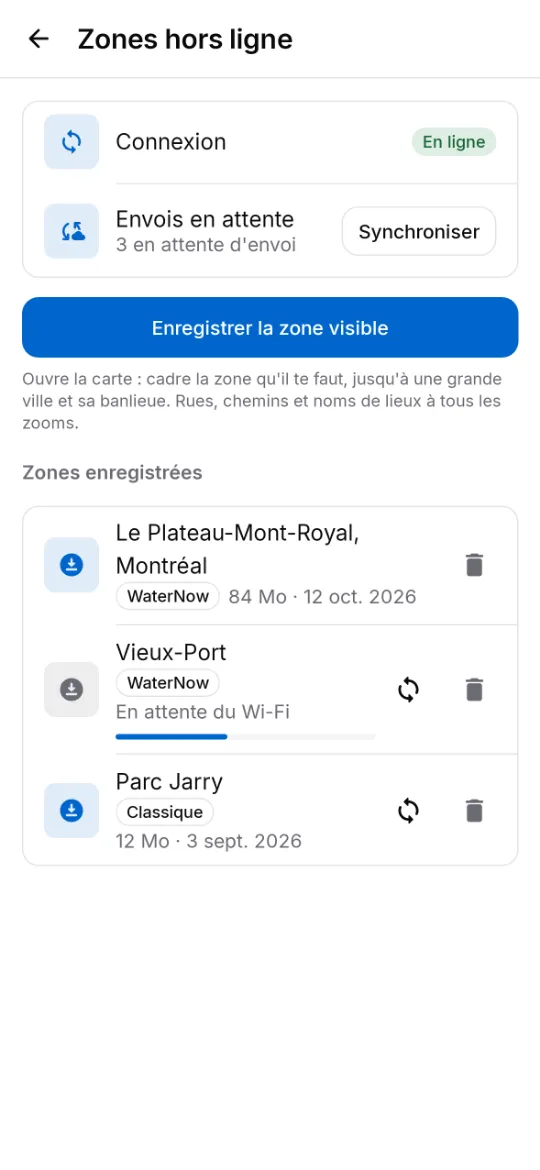 Zones hors ligne
Connexion
En ligne
Envois en attente
3 en attente d'envoi
Synchroniser
Enregistrer la zone visible
Ouvre la carte : cadre la zone qu'il te faut, jusqu'à une grande
ville et sa banlieue. Rues, chemins et noms de lieux à tous les
zooms.
Zones enregistrées
Le Plateau-Mont-Royal,
Montréal
WaterNow 84 Mo · 12 oct. 2026
Vieux-Port
WaterNow
En attente du Wi-Fi
Parc Jarry
Classique
12 Mo · 3 sept. 2026